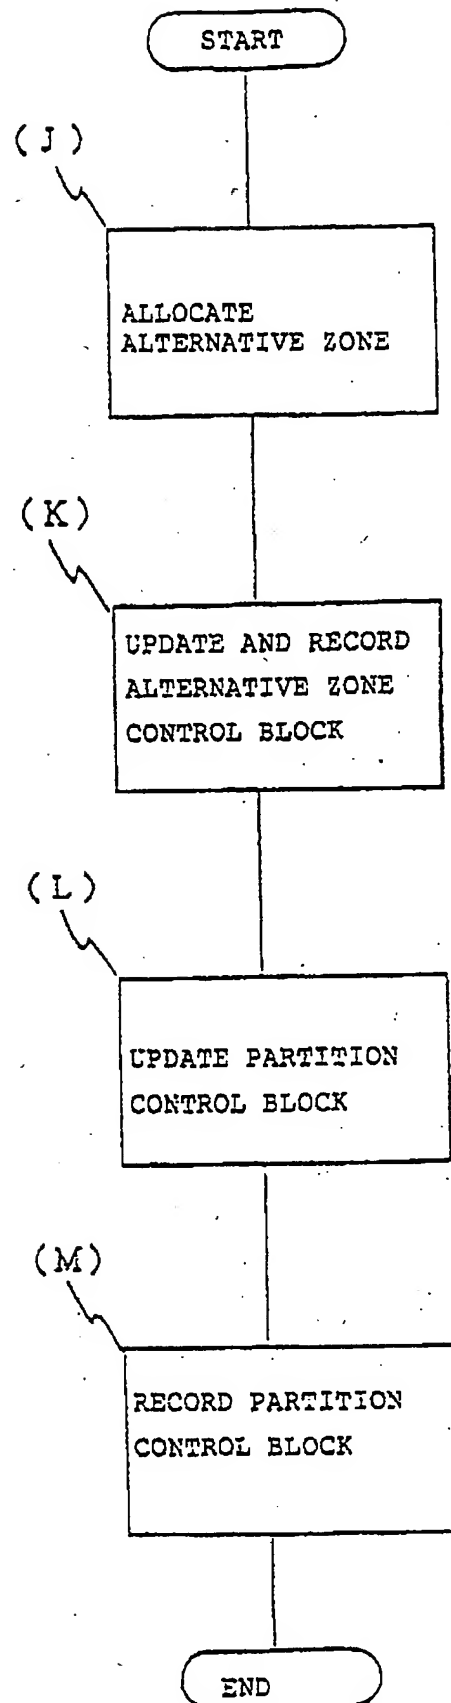 START
(J)
ALLOCATE
ALTERNATIVE ZONE
(K)
UPDATE AND RECORD
ALTERNATIVE ZONE
CONTROL BLOCK
(L)
UPDATE PARTITION
CONTROL BLOCK
(M)
RECORD PARTITION
CONTROL BLOCK
END